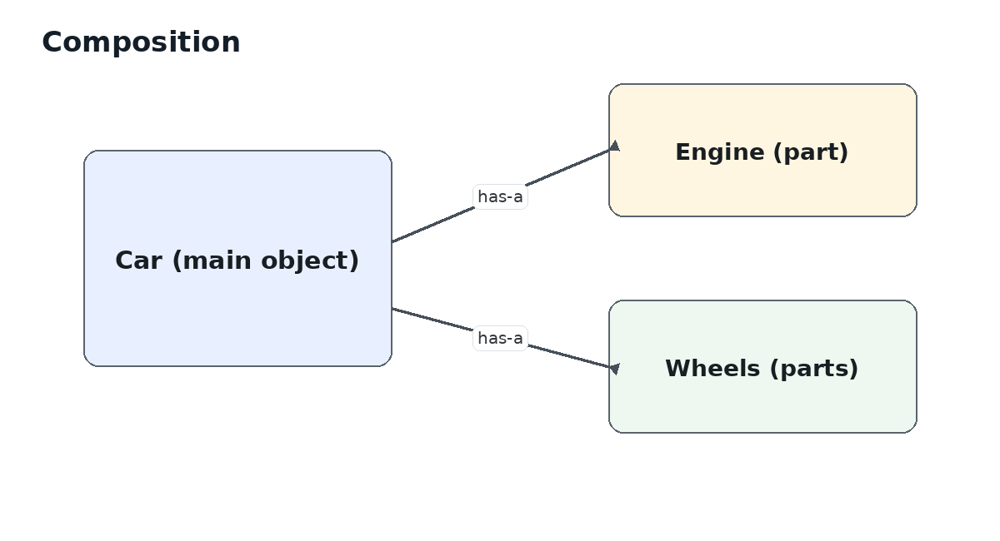 Composition
Engine (part)
has-a
Car (main object)
has-a
Wheels (parts)